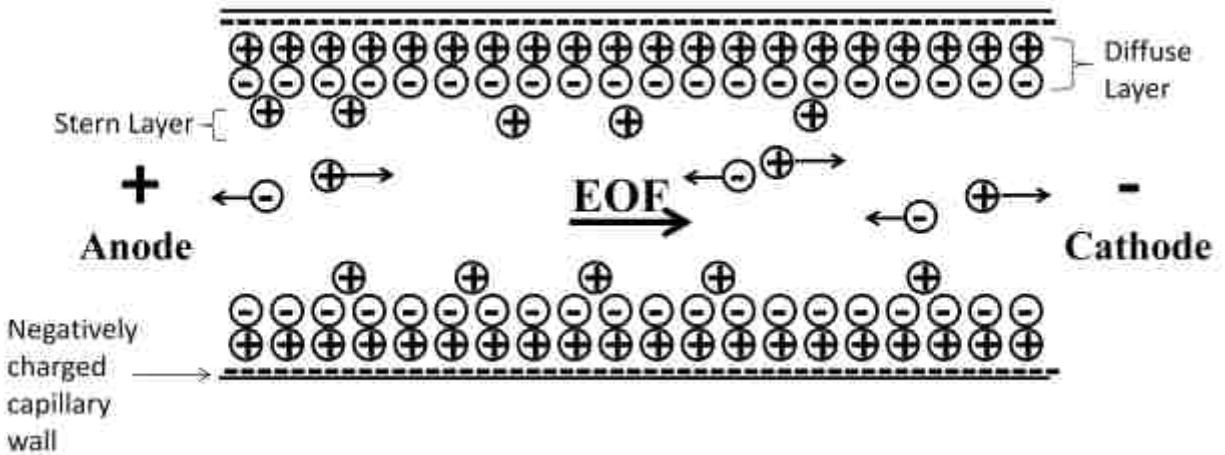 Diffuse
Layer
Stern Layer
+
-
EOF
Anode
Cathode
Negatively
charged
capillary
wall